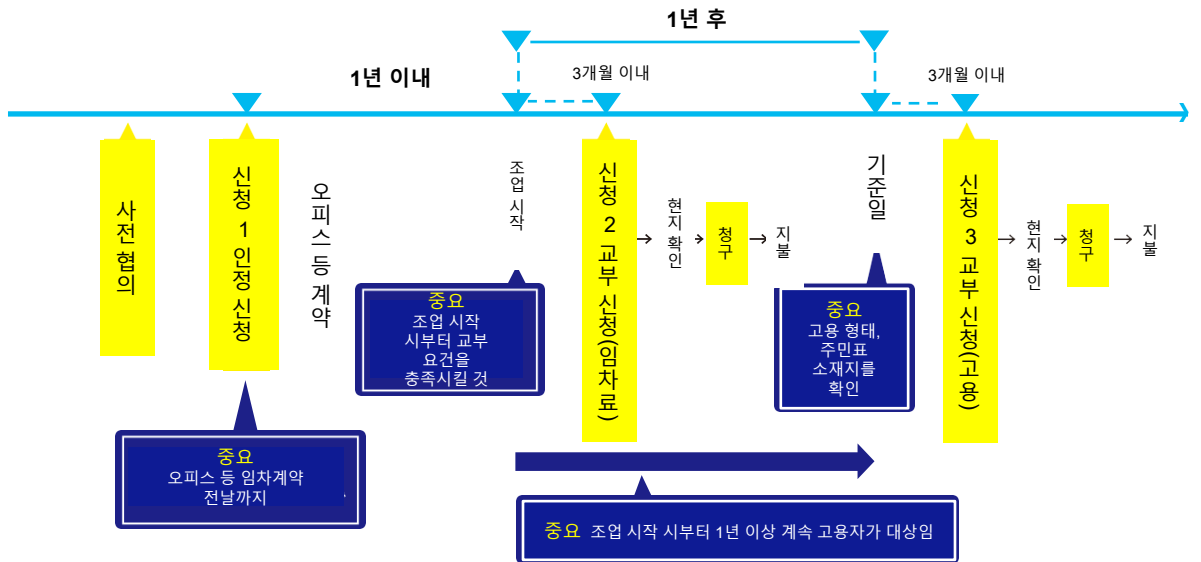 1년 후
1년 이내
3개월 이내
3개월 이내
사전 협의
신청 1 인정 신청
오피스 등 계약
조업 시작
신청 2 교부 신청(임차료)
→ 현지 확인 → 청구 → 지불
기준일
신청 3 교부 신청(고용)
→ 현지 확인 → 청구 → 지불
중요
조업 시작
시부터 교부
요건을
충족시킬 것
중요
고용 형태,
주민표
소재지를
확인
중요
오피스 등 임차계약
전날까지
중요 조업 시작 시부터 1년 이상 계속 고용자가 대상임